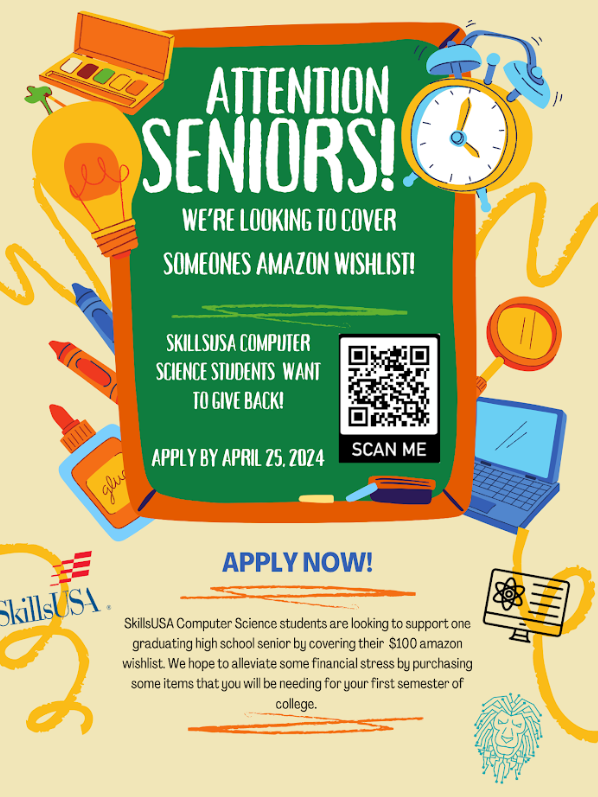 ATTENTION
SENIORS!
WE'RE LOOKING TO COVER
SOMEONES AMAZON WISHLIST!
SKILLSUSA COMPUTER
SCIENCE STUDENTS WANT
TO GIVE BACK!
SCAN ME
APPLY BY APRIL 25, 2024
glue
APPLY NOW!
SkillsUSA
SkillsUSA Computer Science students are looking to support one
graduating high school senior by covering their $100 amazon
wishlist. We hope to alleviate some financial stress by purchasing
some items that you will be needing for your first semester of
college.